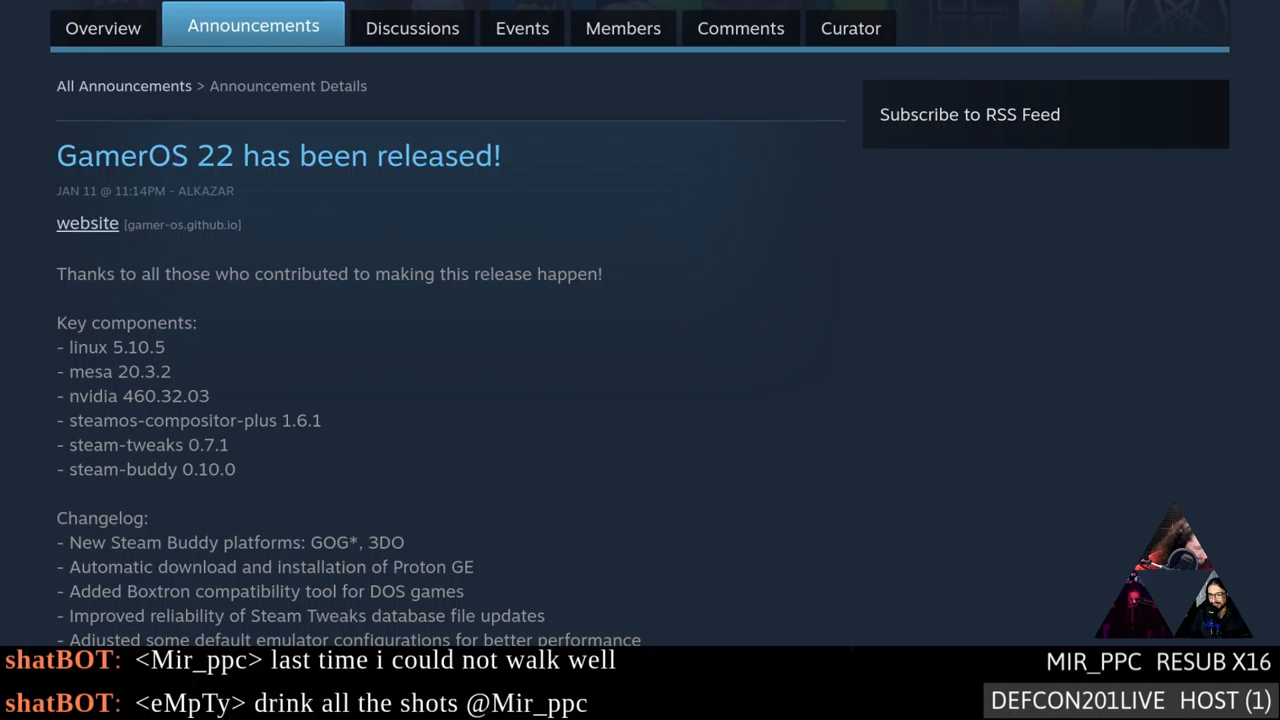 Overview Announcements Discussions Events Members Comments Curator
All Announcements > Announcement Details
Subscribe to RSS Feed
GamerOS 22 has been released!
JAN 11 @ 11:14PM - ALKAZAR
website [gamer-os.github.io]
Thanks to all those who contributed to making this release happen!
Key components:
- linux 5.10.5
- mesa 20.3.2
- nvidia 460.32.03
- steamos-compositor-plus 1.6.1
- steam-tweaks 0.7.1
- steam-buddy 0.10.0
Changelog:
- New Steam Buddy platforms: GOG*, 3DO
- Automatic download and installation of Proton GE
- Added Boxtron compatibility tool for DOS games
- Improved reliability of Steam Tweaks database file updates
- Adjusted some default emulator configurations for better performance
shatBOT: <Mir_ppc> last time i could not walk well
MIR_PPC RESUB X16
shatBOT: <eMpTy> drink all the shots @Mir_ppc
DEFCON201LIVE HOST (1)